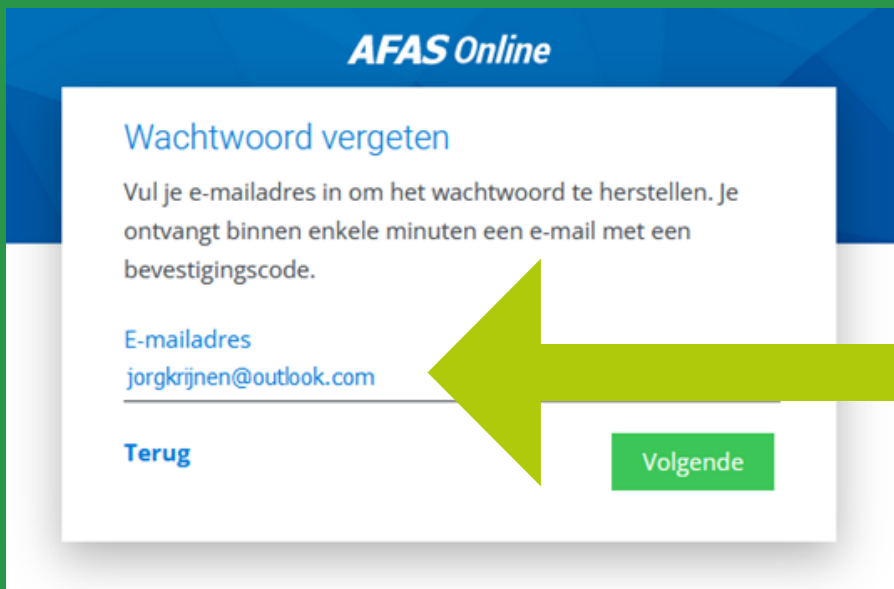 AFAS Online
Wachtwoord vergeten
Vul je e-mailadres in om het wachtwoord te herstellen. Je
ontvangt binnen enkele minuten een e-mail met een
bevestigingscode.
E-mailadres
jorgkrijnen@outlook.com
Terug
Volgende